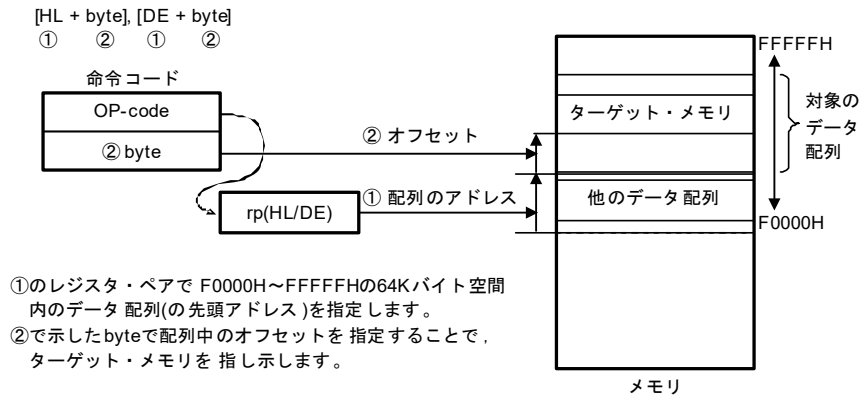 [HL + byte], [DE + byte]
① ② ① ②
命令コード
OP-code
② byte
② オフセット
rp(HL/DE)
① 配列のアドレス
FFFFFH
ターゲット・メモリ
対象の
データ
配列
他のデータ配列
F0000H
メモリ
①のレジスタ・ペアで F0000H～FFFFFHの64Kバイト空間
内のデータ配列(の先頭アドレス)を指定します。
②で示したbyteで配列中のオフセットを指定することで，
ターゲット・メモリを指し示します。